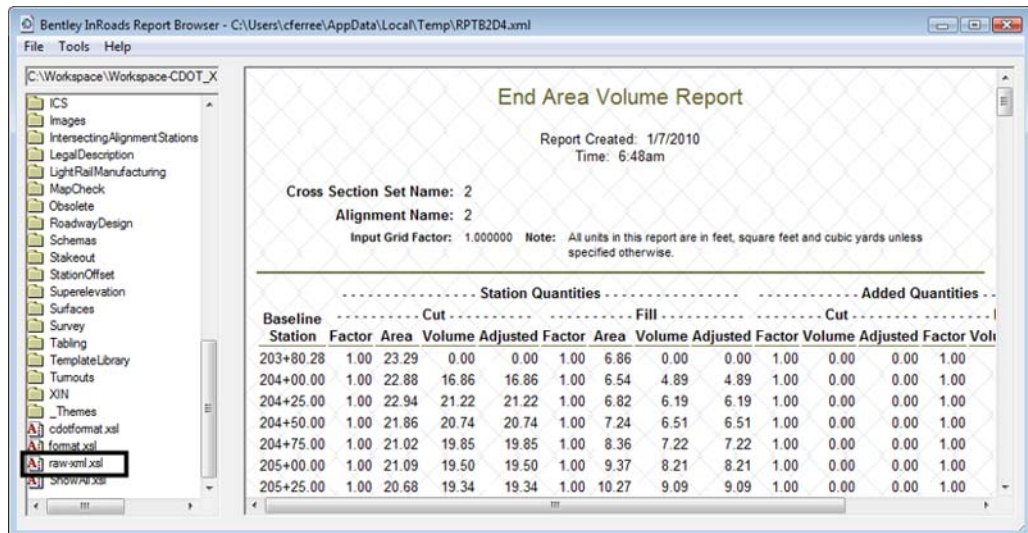 Bentley InRoads Report Browser - C:\Users\cferree\AppData\Local\Temp\RPTB2D4.xml
File Tools Help
C:\Workspace\Workspace-CDOT_X
ICS
Images
IntersectingAlignmentStations
LegalDescription
LightRailManufacturing
MapCheck
Obsolete
RoadwayDesign
Schemas
Stakeout
StationOffset
Superelevation
Surfaces
Survey
Tabling
TemplateLibrary
Turnouts
XIN
_Themes
cdotformat.xsl
format.xsl
raw-xml.xsl
ShowAll.xsl
End Area Volume Report
Report Created: 1/7/2010
Time: 6:48am
Cross Section Set Name: 2
Alignment Name: 2
Input Grid Factor: 1.000000 Note: All units in this report are in feet, square feet and cubic yards unless
specified otherwise.
- - - - - - - - - - - - - - - - - Station Quantities - - - - - - - - - - - - - - - - - - - - - - - - - - - - - Added Quantities - -
Baseline - - - - - - - - - - Cut - - - - - - - - - - - - - - - - - - - - Fill - - - - - - - - - - - - - - - - Cut - - - - - - - - - - - - - - -
Station Factor Area Volume Adjusted Factor Area Volume Adjusted Factor Volume Adjusted Factor Volu
203+80.28 1.00 23.29 0.00 0.00 1.00 6.86 0.00 0.00 1.00 0.00 0.00 1.00
204+00.00 1.00 22.88 16.86 16.86 1.00 6.54 4.89 4.89 1.00 0.00 0.00 1.00
204+25.00 1.00 22.94 21.22 21.22 1.00 6.82 6.19 6.19 1.00 0.00 0.00 1.00
204+50.00 1.00 21.86 20.74 20.74 1.00 7.24 6.51 6.51 1.00 0.00 0.00 1.00
204+75.00 1.00 21.02 19.85 19.85 1.00 8.36 7.22 7.22 1.00 0.00 0.00 1.00
205+00.00 1.00 21.09 19.50 19.50 1.00 9.37 8.21 8.21 1.00 0.00 0.00 1.00
205+25.00 1.00 20.68 19.34 19.34 1.00 10.27 9.09 9.09 1.00 0.00 0.00 1.00